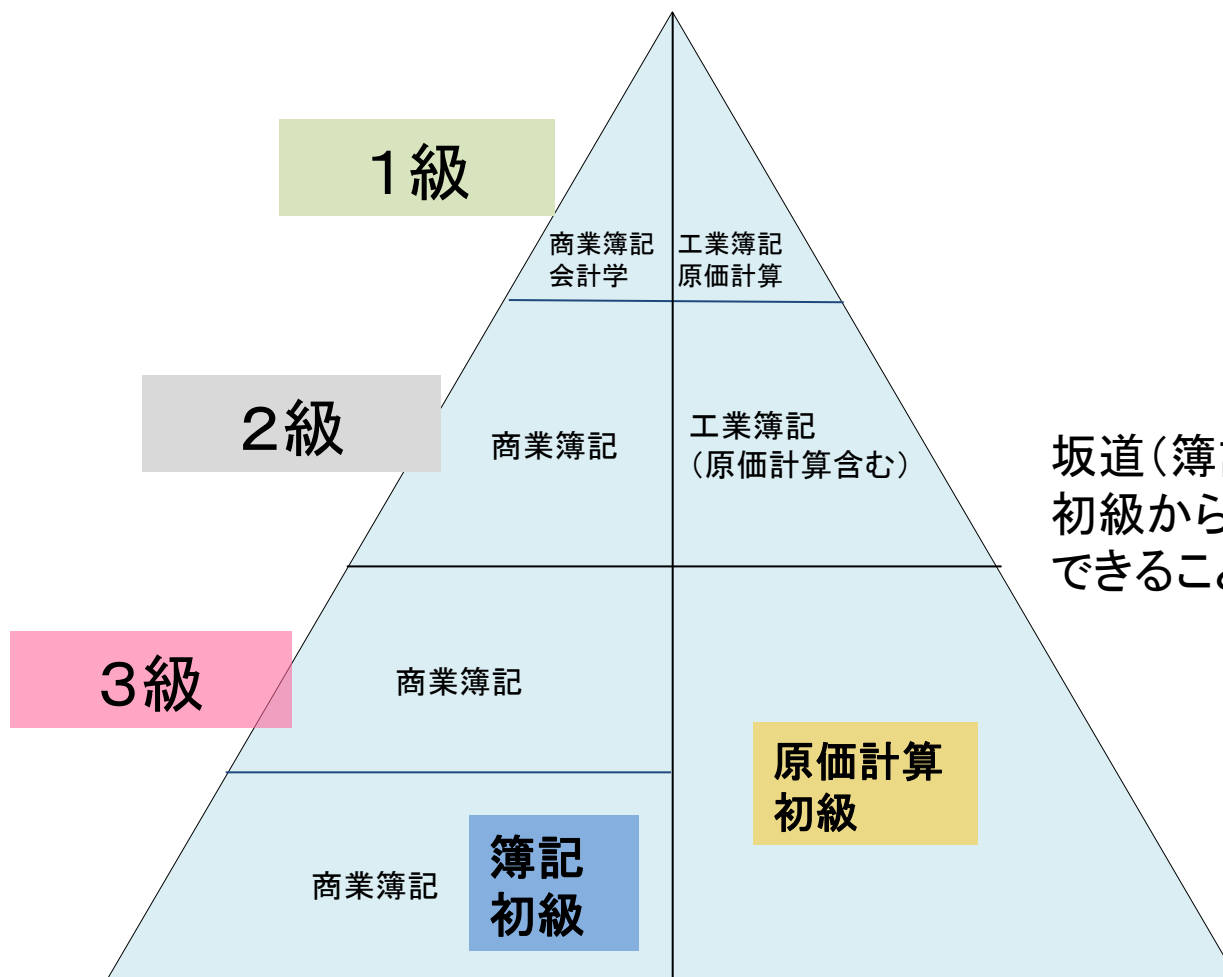 １級
商業簿記
会計学
工業簿記
原価計算
２級
商業簿記
工業簿記
（原価計算含む）
坂道（簿
初級から
できるこ
３級
商業簿記
原価計算
初級
商業簿記
簿記
初級